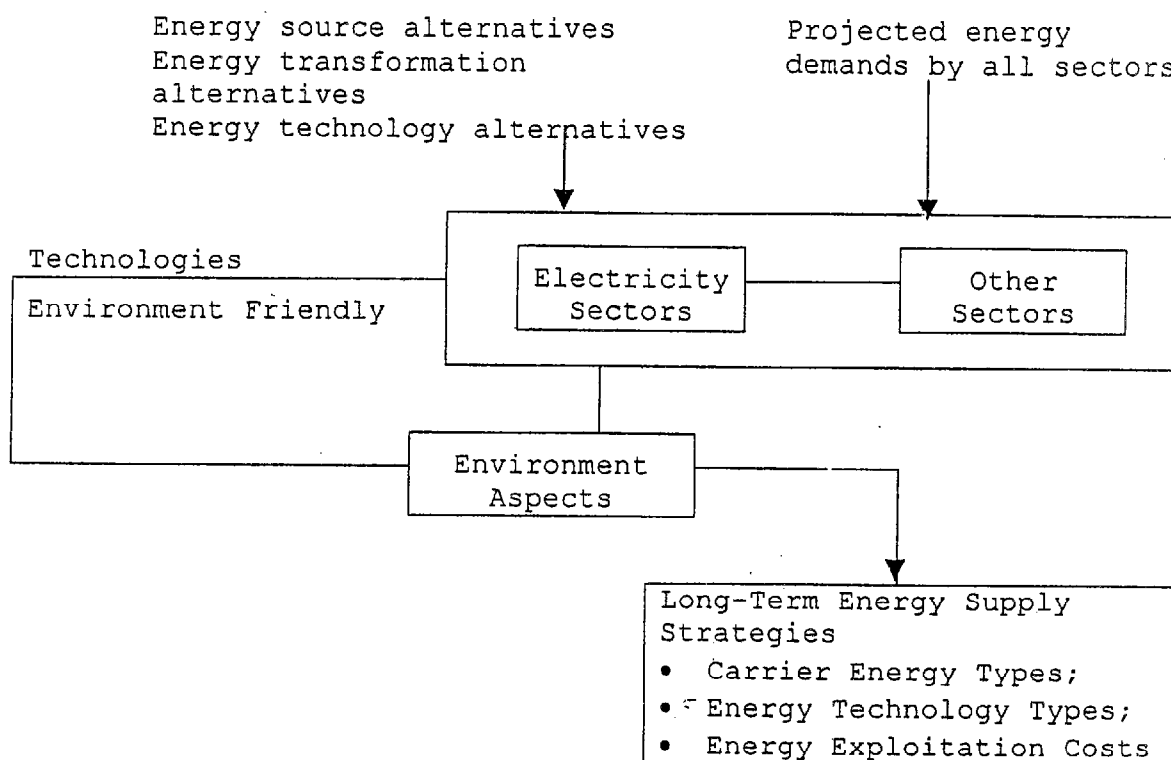 Energy source alternatives
Energy transformation
alternatives
Energy technology alternatives
Projected energy
demands by all sectors
Technologies
Environment Friendly
Electricity
Sectors
Other
Sectors
Environment
Aspects
Long-Term Energy Supply
Strategies
• Carrier Energy Types;
• Energy Technology Types;
• Energy Exploitation Costs